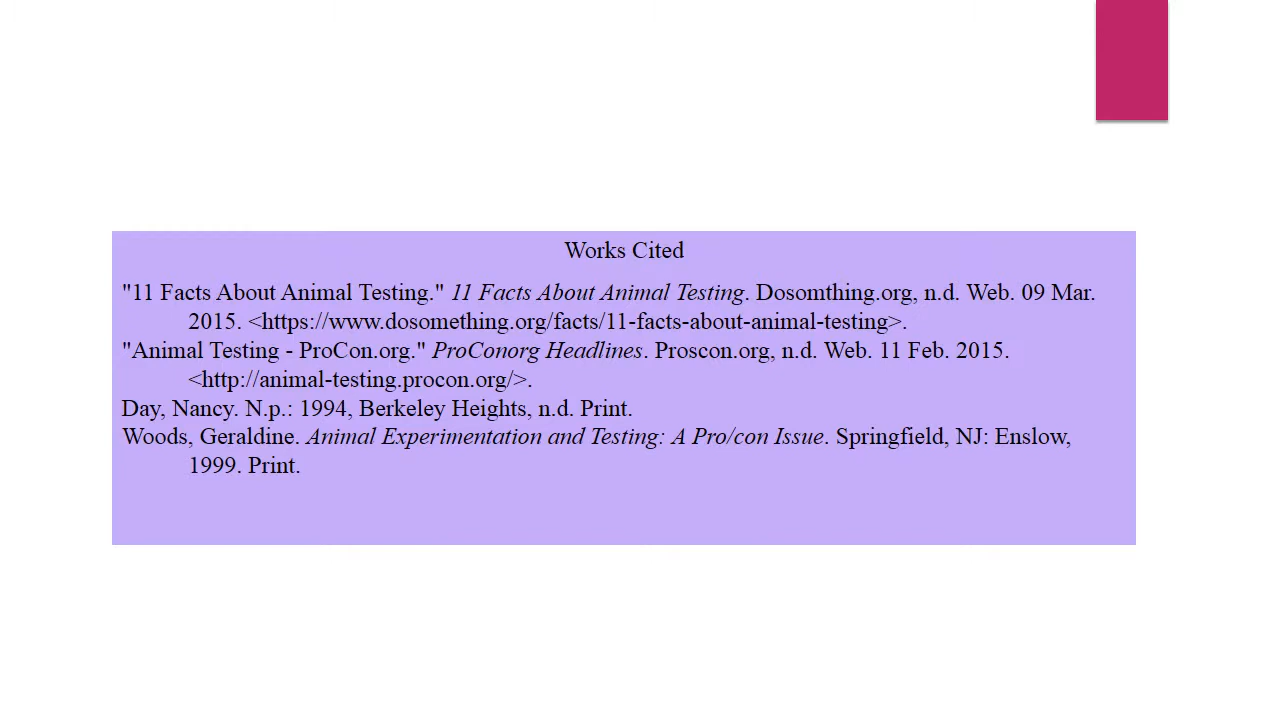 Works Cited
"11 Facts About Animal Testing." 11 Facts About Animal Testing. Dosomthing.org, n.d. Web. 09 Mar.
2015. <https://www.dosomething.org/facts/11-facts-about-animal-testing>.
"Animal Testing - ProCon.org." ProConorg Headlines. Proscon.org, n.d. Web. 11 Feb. 2015.
<http://animal-testing.procon.org/>.
Day, Nancy. N.p.: 1994, Berkeley Heights, n.d. Print.
Woods, Geraldine. Animal Experimentation and Testing: A Pro/con Issue. Springfield, NJ: Enslow,
1999. Print.